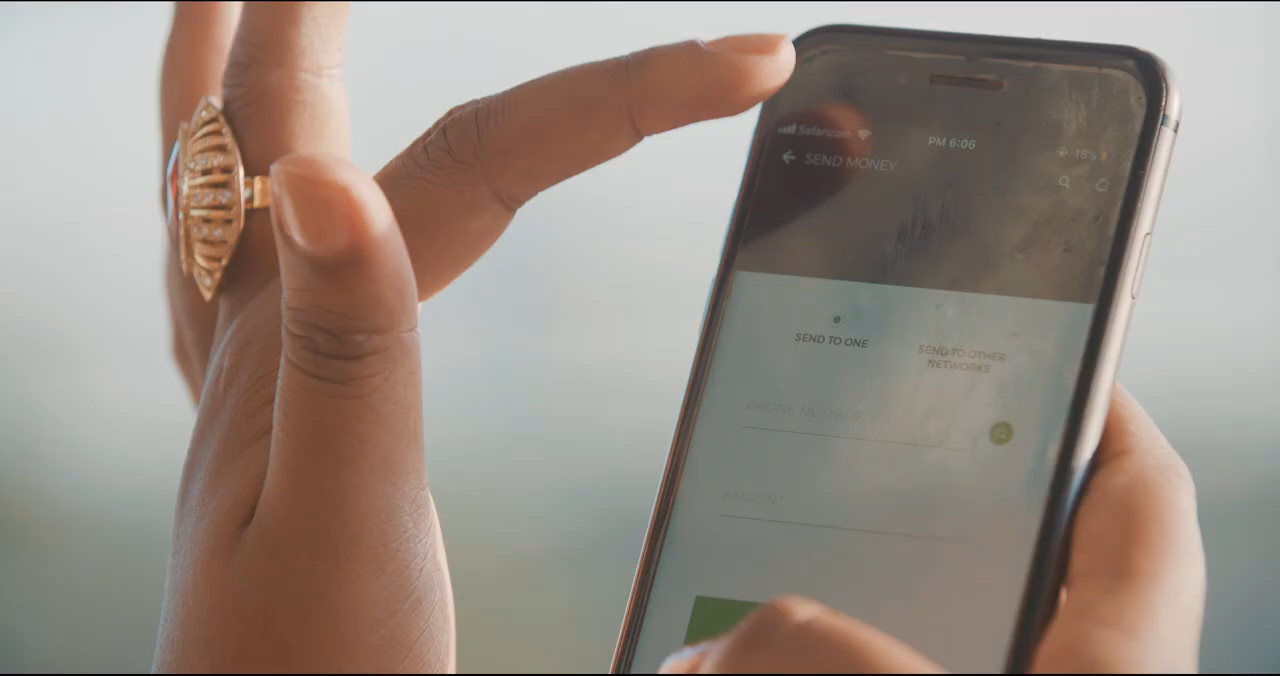 Safaricom
PM 6:06
15%
SEND MONEY
SEND TO ONE
SEND TO OTHER
NETWORKS
PHONE NUMBER
AMOUNT